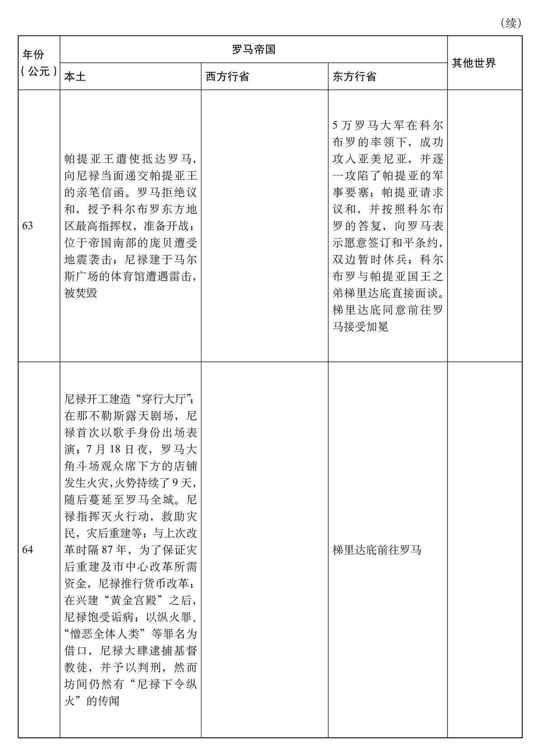 （续）
年份
（公元）
罗马帝国
其他世界
本土
西方行省
东方行省
63
帕提亚王遣使抵达罗马，
向尼禄当面递交帕提亚王
的亲笔信函。罗马拒绝议
和，授予科尔布罗东方地
区最高指挥权，准备开战；
位于帝国南部的庞贝遭受
地震袭击；尼禄建于马尔
斯广场的体育馆遭遇雷击，
被焚毁
5 万罗马大军在科尔
布罗的率领下，成功
攻入亚美尼亚，并逐
一攻陷了帕提亚的军
事要塞；帕提亚请求
议和，并按照科尔布
罗的答复，向罗马表
示愿意签订和平条约，
双边暂时休兵；科尔
布罗与帕提亚国王之
弟梯里达底直接面谈。
梯里达底同意前往罗
马接受加冕
64
尼禄开工建造“穿行大厅”；
在那不勒斯露天剧场，尼
禄首次以歌手身份出场表
演；7 月 18 日夜，罗马大
角斗场观众席下方的店铺
发生火灾，火势持续了 9 天，
随后蔓延至罗马全城。尼
禄指挥灭火行动，救助灾
民，灾后重建等；与上次改
革时隔 87 年，为了保证灾
后重建及市中心改革所需
资金，尼禄推行货币改革；
在兴建“黄金宫殿”之后，
尼禄饱受诟病；以纵火罪、
“憎恶全体人类”等罪名为
借口，尼禄大肆逮捕基督
教徒，并予以判刑，然而
坊间仍然有“尼禄下令纵
火”的传闻
梯里达底前往罗马